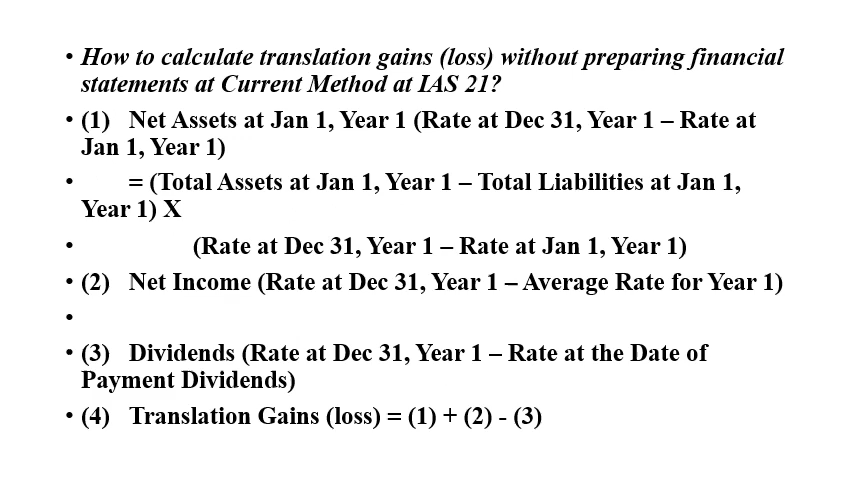 • How to calculate translation gains (loss) without preparing financial
statements at Current Method at IAS 21?
• (1) Net Assets at Jan 1, Year 1 (Rate at Dec 31, Year 1 – Rate at
Jan 1, Year 1)
• = (Total Assets at Jan 1, Year 1 – Total Liabilities at Jan 1,
Year 1) X
• (Rate at Dec 31, Year 1 – Rate at Jan 1, Year 1)
• (2) Net Income (Rate at Dec 31, Year 1 – Average Rate for Year 1)
•
• (3) Dividends (Rate at Dec 31, Year 1 – Rate at the Date of
Payment Dividends)
• (4) Translation Gains (loss) = (1) + (2) - (3)